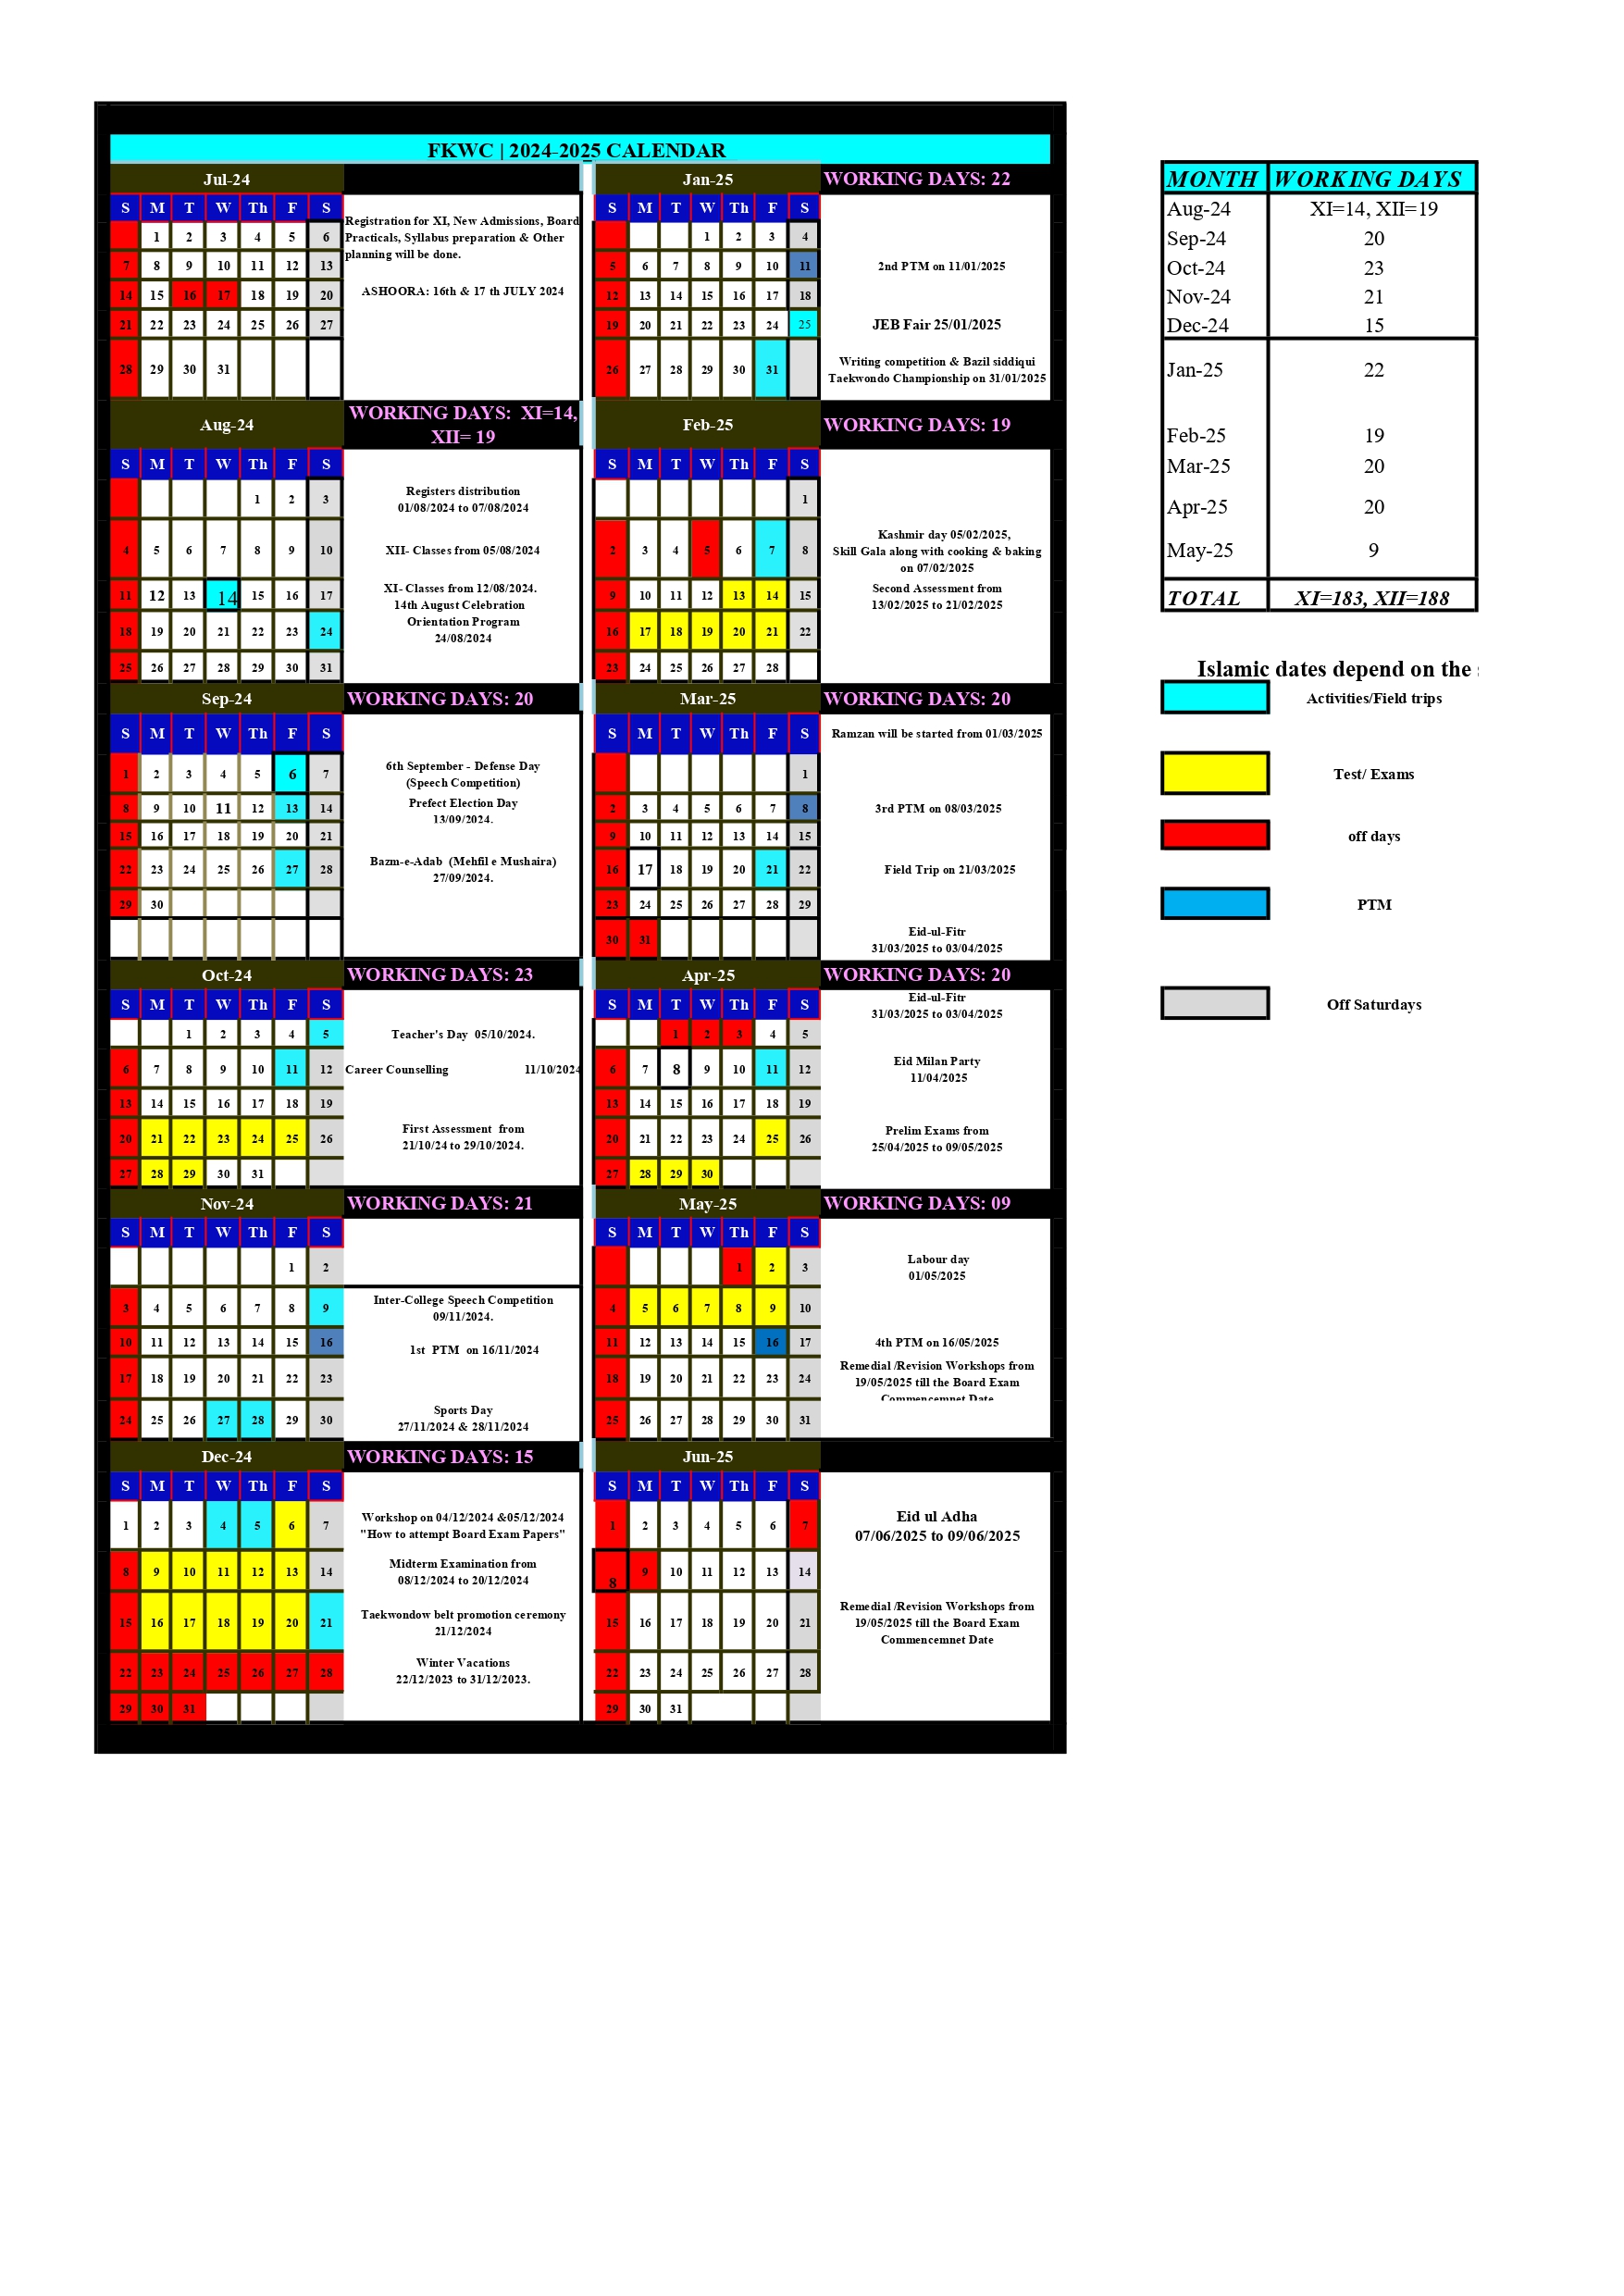 FKWC | 2024-2025 CALENDAR
Jul-24
S M T W Th F S
1 2 3 4 5 6
7 8 9 10 11 12 13
14 15 16 17 18 19 20
21 22 23 24 25 26 27
28 29 30 31
Registration for XI, New Admissions, Board
Practicals, Syllabus preparation & Other
planning will be done.
ASHOORA: 16th & 17 th JULY 2024
Aug-24
WORKING DAYS: XI=14,
XII= 19
S M T W Th F S
1 2 3
4 5 6 7 8 9 10
11 12 13 14 15 16 17
18 19 20 21 22 23 24
25 26 27 28 29 30 31
Registers distribution
01/08/2024 to 07/08/2024
XII- Classes from 05/08/2024
XI- Classes from 12/08/2024.
14th August Celebration
Orientation Program
24/08/2024
Sep-24
WORKING DAYS: 20
S M T W Th F S
1 2 3 4 5 6 7
8 9 10 11 12 13 14
15 16 17 18 19 20 21
22 23 24 25 26 27 28
29 30
6th September - Defense Day
(Speech Competition)
Prefect Election Day
13/09/2024.
Bazm-e-Adab (Mehfil e Mushaira)
27/09/2024.
Oct-24
WORKING DAYS: 23
S M T W Th F S
1 2 3 4 5
6 7 8 9 10 11 12
13 14 15 16 17 18 19
20 21 22 23 24 25 26
27 28 29 30 31
Teacher's Day 05/10/2024.
Career Counselling 11/10/2024
First Assessment from
21/10/24 to 29/10/2024.
Nov-24
WORKING DAYS: 21
S M T W Th F S
1 2
3 4 5 6 7 8 9
10 11 12 13 14 15 16
17 18 19 20 21 22 23
24 25 26 27 28 29 30
Inter-College Speech Competition
09/11/2024.
1st PTM on 16/11/2024
Sports Day
27/11/2024 & 28/11/2024
Dec-24
WORKING DAYS: 15
S M T W Th F S
1 2 3 4 5 6 7
8 9 10 11 12 13 14
15 16 17 18 19 20 21
22 23 24 25 26 27 28
29 30 31
Workshop on 04/12/2024 &05/12/2024
"How to attempt Board Exam Papers"
Midterm Examination from
08/12/2024 to 20/12/2024
Taekwondow belt promotion ceremony
21/12/2024
Winter Vacations
22/12/2023 to 31/12/2023.
Jan-25
WORKING DAYS: 22
S M T W Th F S
1 2 3 4
5 6 7 8 9 10 11
12 13 14 15 16 17 18
19 20 21 22 23 24 25
26 27 28 29 30 31
2nd PTM on 11/01/2025
JEB Fair 25/01/2025
Writing competition & Bazil siddiqui
Taekwondo Championship on 31/01/2025
Feb-25
WORKING DAYS: 19
S M T W Th F S
1
2 3 4 5 6 7 8
9 10 11 12 13 14 15
16 17 18 19 20 21 22
23 24 25 26 27 28
Kashmir day 05/02/2025,
Skill Gala along with cooking & baking
on 07/02/2025
Second Assessment from
13/02/2025 to 21/02/2025
Mar-25
WORKING DAYS: 20
S M T W Th F S
1
2 3 4 5 6 7 8
9 10 11 12 13 14 15
16 17 18 19 20 21 22
23 24 25 26 27 28 29
30 31
Ramzan will be started from 01/03/2025
3rd PTM on 08/03/2025
Field Trip on 21/03/2025
Eid-ul-Fitr
31/03/2025 to 03/04/2025
Apr-25
WORKING DAYS: 20
S M T W Th F S
1 2 3 4 5
6 7 8 9 10 11 12
13 14 15 16 17 18 19
20 21 22 23 24 25 26
27 28 29 30
Eid-ul-Fitr
31/03/2025 to 03/04/2025
Eid Milan Party
11/04/2025
Prelim Exams from
25/04/2025 to 09/05/2025
May-25
WORKING DAYS: 09
S M T W Th F S
1 2 3
4 5 6 7 8 9 10
11 12 13 14 15 16 17
18 19 20 21 22 23 24
25 26 27 28 29 30 31
Labour day
01/05/2025
4th PTM on 16/05/2025
Remedial /Revision Workshops from
19/05/2025 till the Board Exam
Commencemnet Date
Jun-25
S M T W Th F S
1 2 3 4 5 6 7
8 9 10 11 12 13 14
15 16 17 18 19 20 21
22 23 24 25 26 27 28
29 30 31
Eid ul Adha
07/06/2025 to 09/06/2025
Remedial /Revision Workshops from
19/05/2025 till the Board Exam
Commencemnet Date
MONTH WORKING DAYS
Aug-24 XI=14, XII=19
Sep-24 20
Oct-24 23
Nov-24 21
Dec-24 15
Jan-25 22
Feb-25 19
Mar-25 20
Apr-25 20
May-25 9
TOTAL XI=183, XII=188
Islamic dates depend on the
Activities/Field trips
Test/ Exams
off days
PTM
Off Saturdays